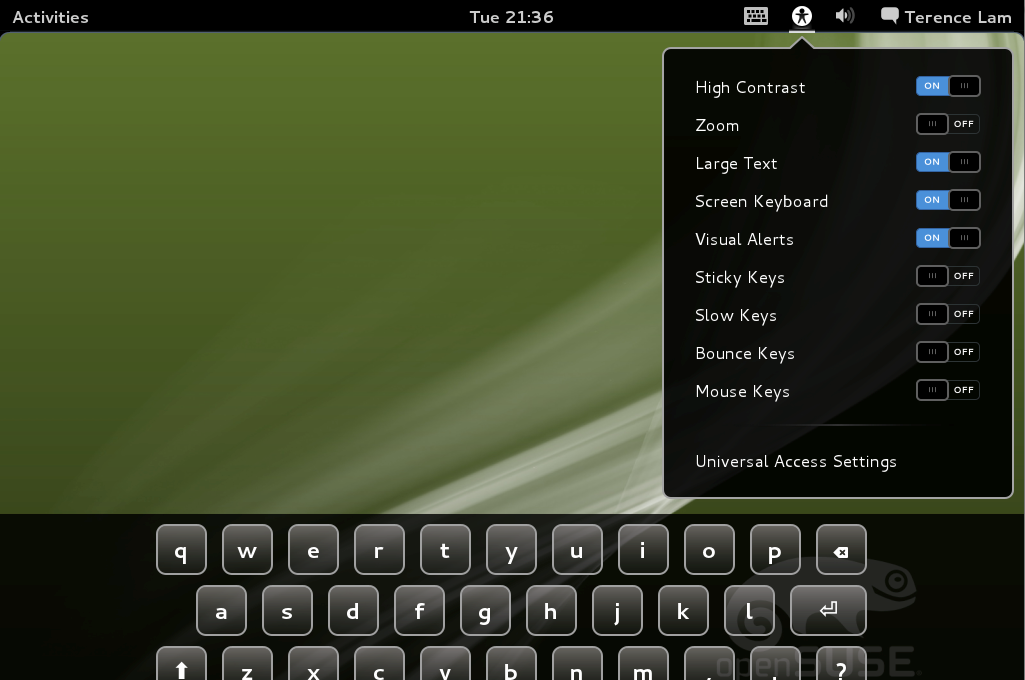 Activities Tue 21:36 Terence Lam
High Contrast ON
Zoom OFF
Large Text ON
Screen Keyboard ON
Visual Alerts ON
Sticky Keys OFF
Slow Keys OFF
Bounce Keys OFF
Mouse Keys OFF
Universal Access Settings
q w e r t y u i o p
a s d f g h j k l
z x c v b n m , . ?
openSUSE